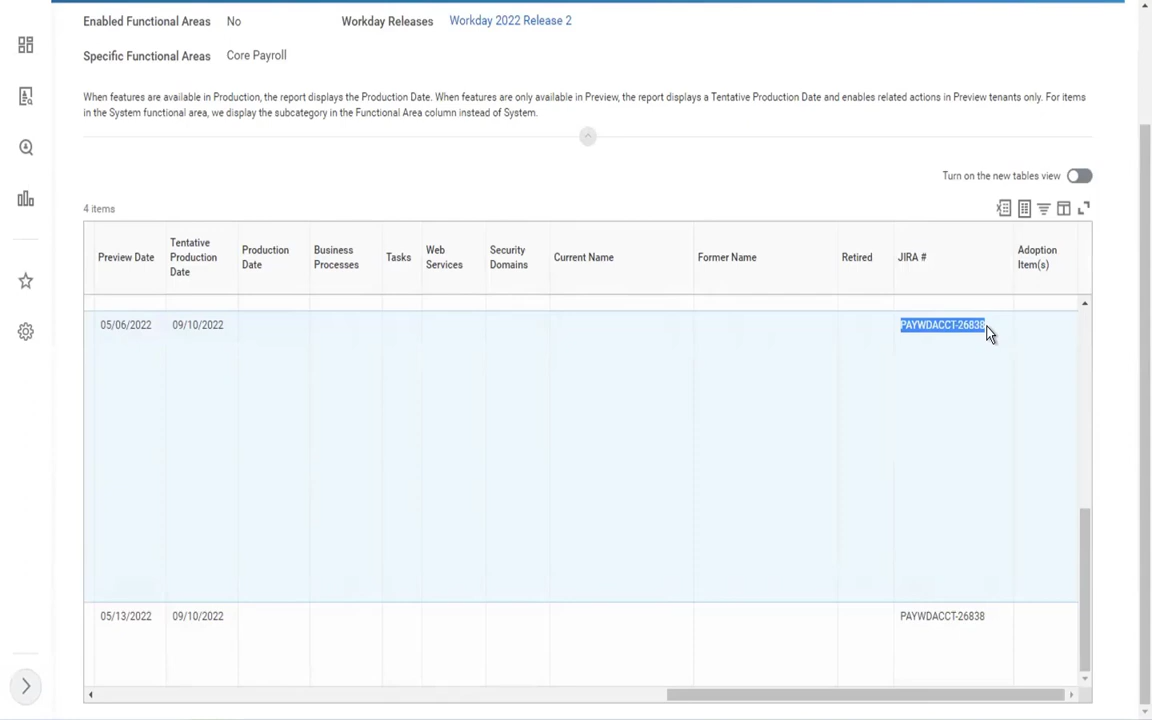 Enabled Functional Areas No Workday Releases Workday 2022 Release 2
Specific Functional Areas Core Payroll
When features are available in Production, the report displays the Production Date. When features are only available in Preview, the report displays a Tentative Production Date and enables related actions in Preview tenants only. For items
in the System functional area, we display the subcategory in the Functional Area column instead of System.
Turn on the new tables view
4 items
Preview Date Tentative Production Date Production Date Business Processes Tasks Web Services Security Domains Current Name Former Name Retired JIRA # Adoption Item(s)
05/06/2022 09/10/2022 PAYWDACCT-26838
05/13/2022 09/10/2022 PAYWDACCT-26838